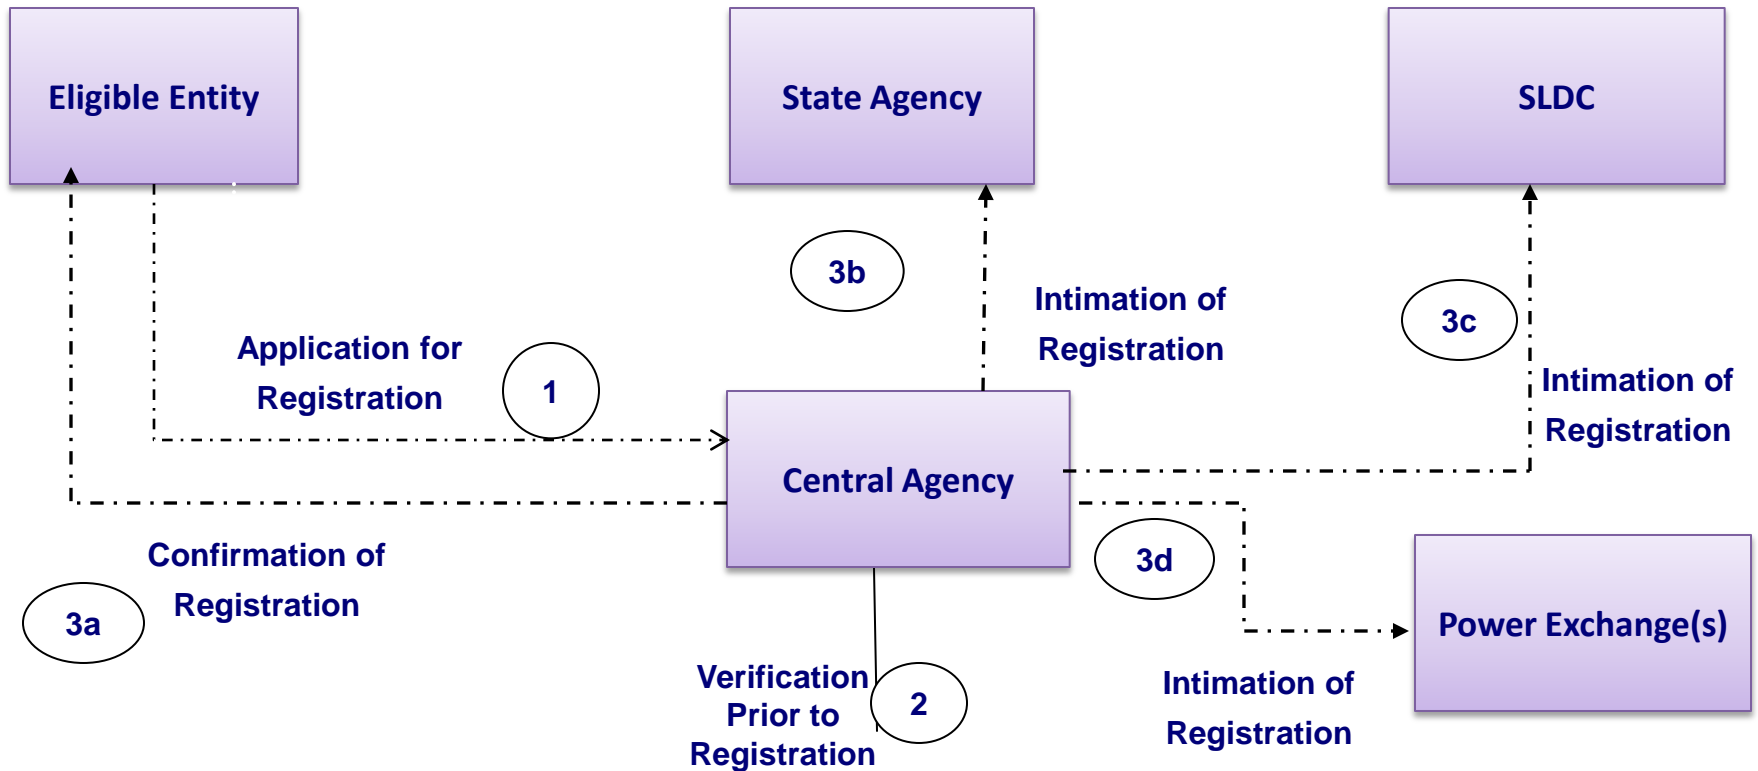 Eligible Entity
State Agency
SLDC
3b
Intimation of
Registration
3c
Application for
Registration
1
Intimation of
Registration
Central Agency
Confirmation of
Registration
3a
3d
Power Exchange(s)
Verification
Prior to
Registration
2
Intimation of
Registration